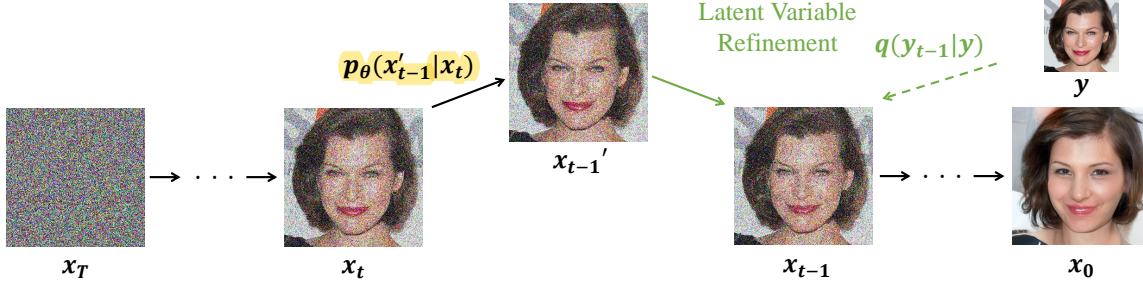 Latent Variable
Refinement
q(y_{t-1}|y)
p_θ(x'_{t-1}|x_t)
y
x_{t-1}'
x_T
x_t
x_{t-1}
x_0